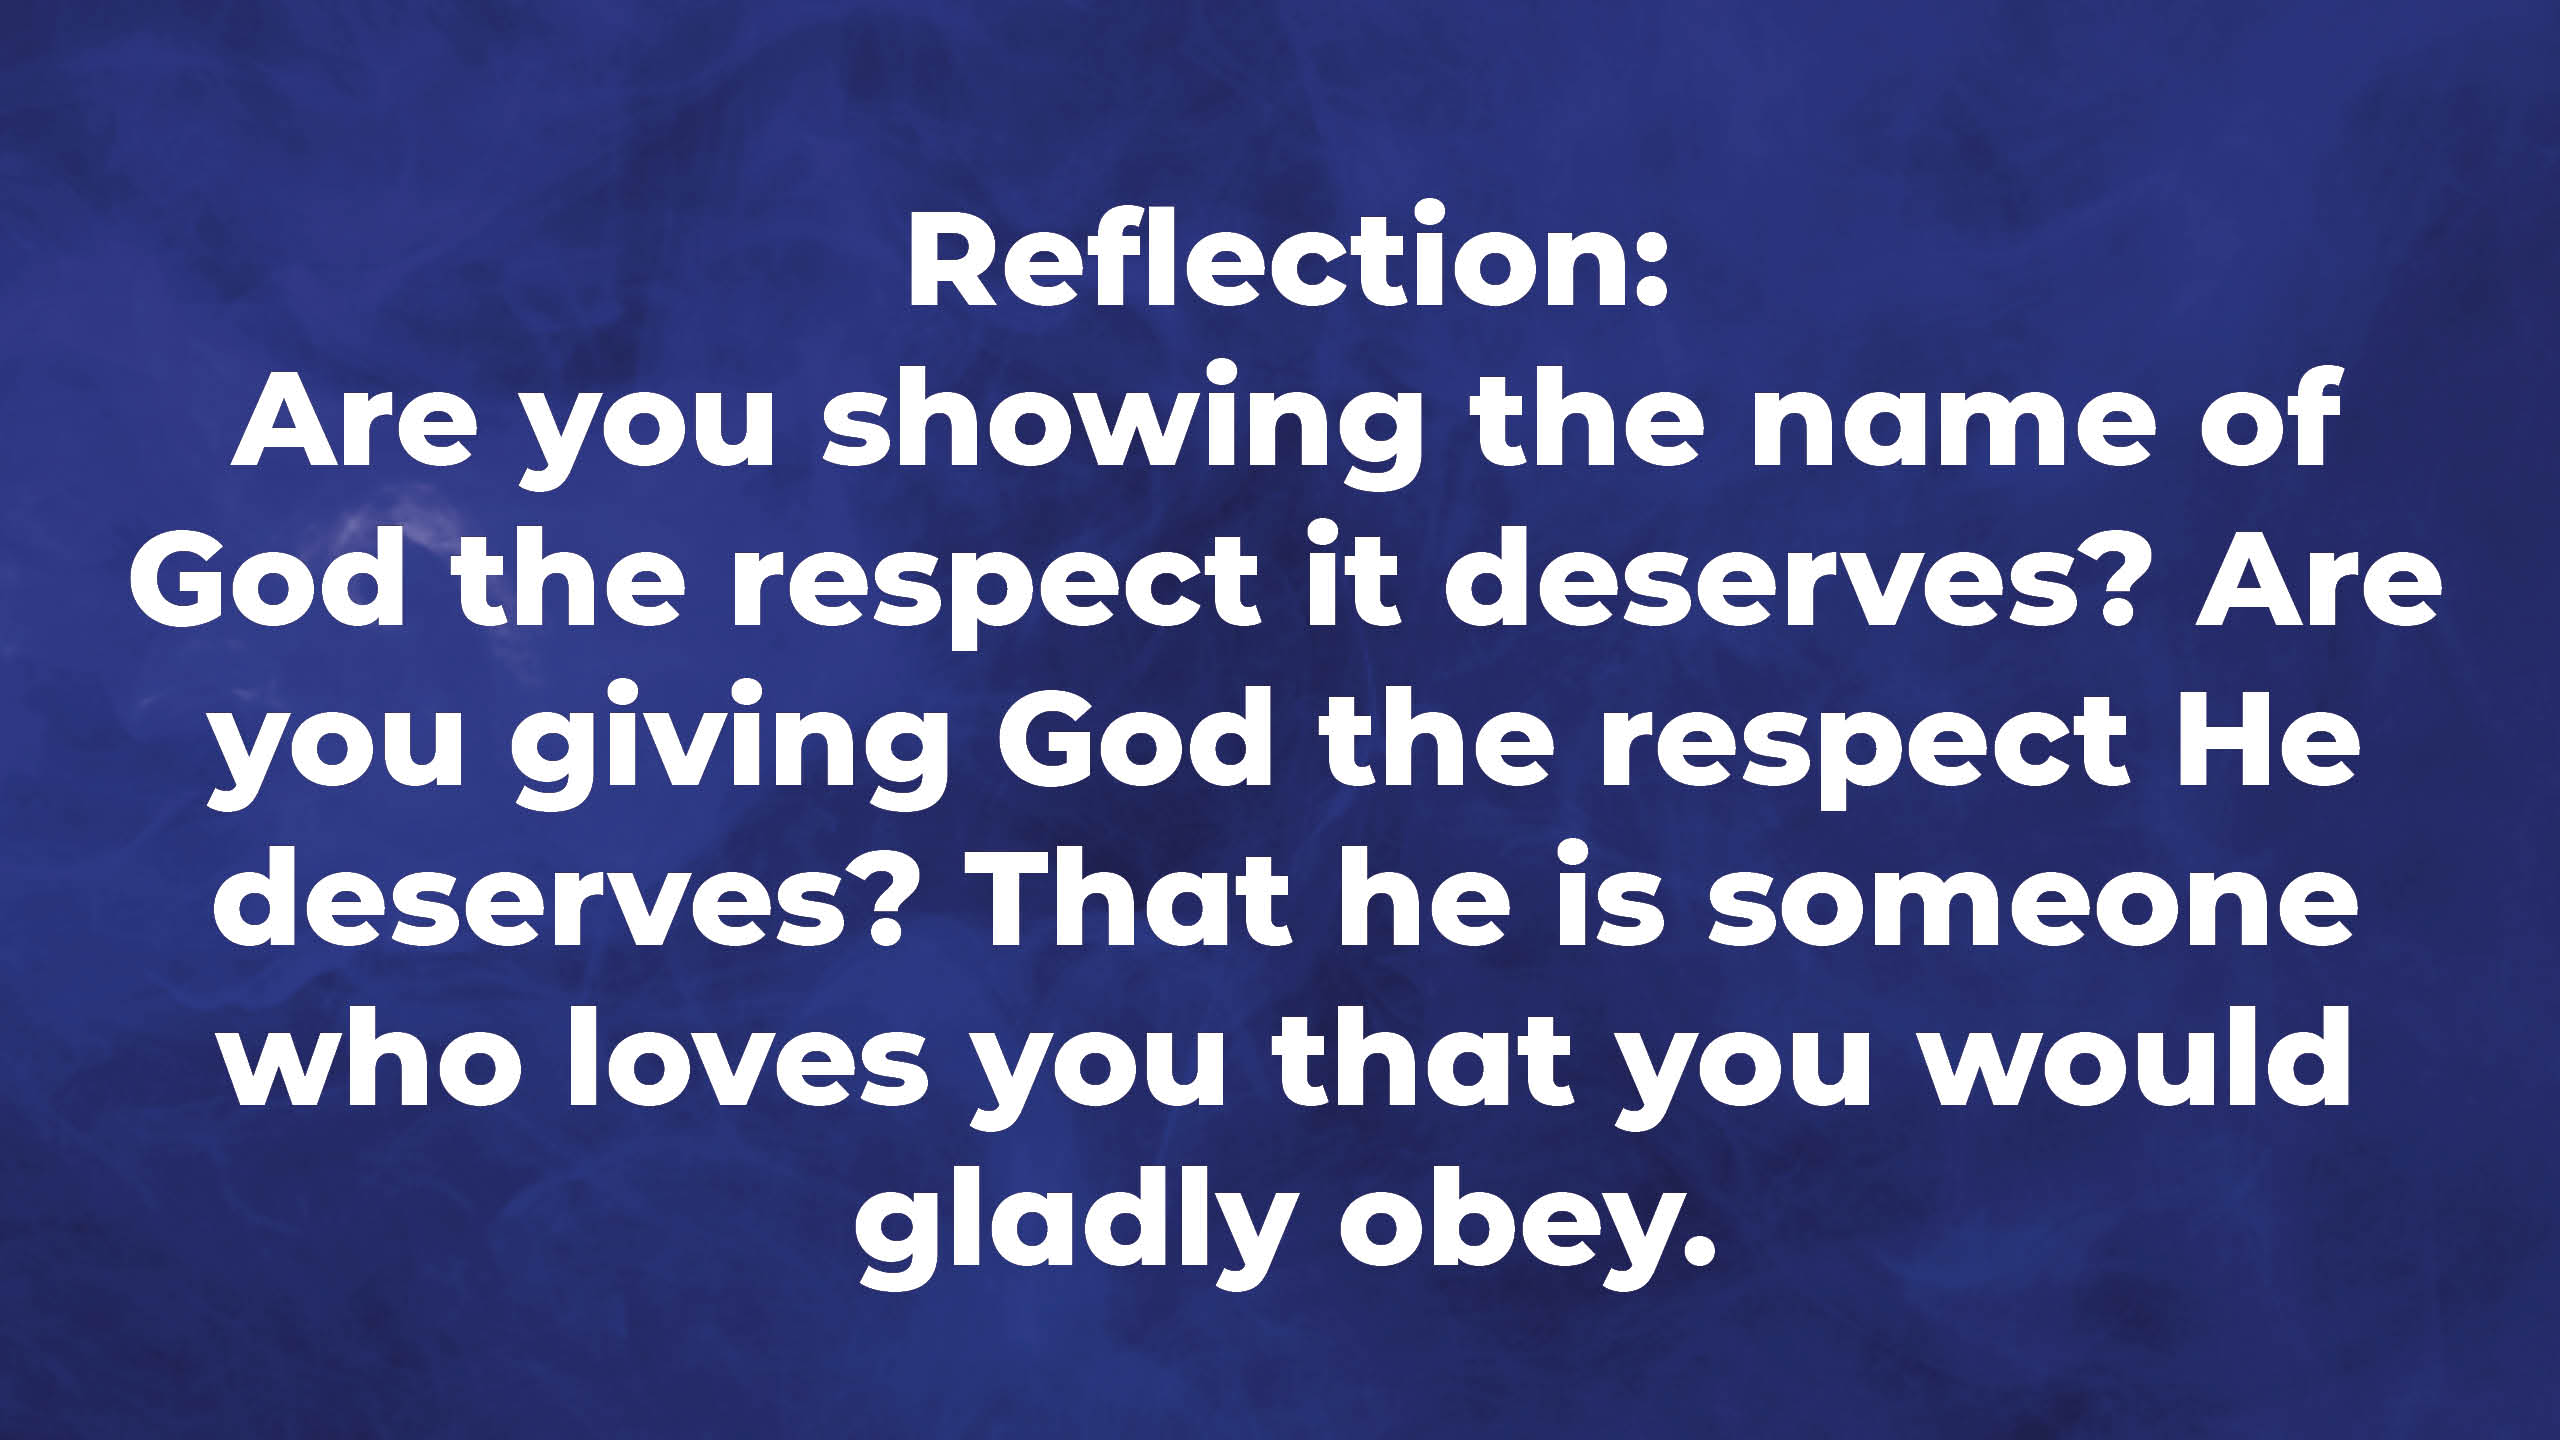 Reflection:
Are you showing the name of
God the respect it deserves? Are
you giving God the respect He
deserves? That he is someone
who loves you that you would
gladly obey.